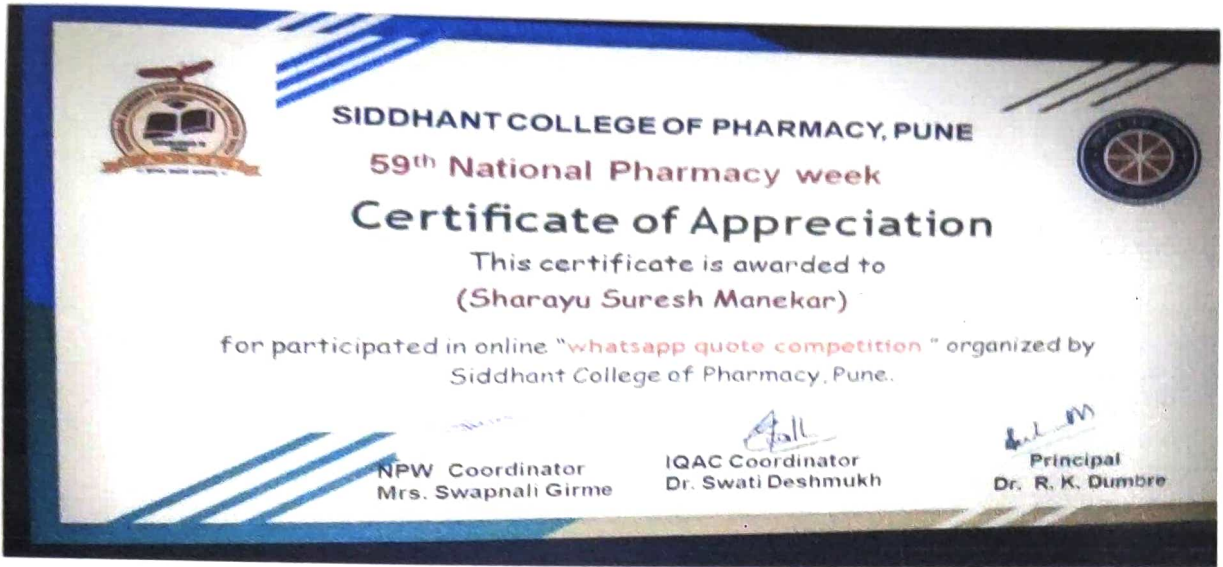 SIDDHANT COLLEGE OF PHARMACY, PUNE
59th National Pharmacy week
Certificate of Appreciation
This certificate is awarded to
(Sharayu Suresh Manekar)
for participated in online "whatsapp quote competition " organized by
Siddhant College of Pharmacy, Pune.
NPW Coordinator
Mrs. Swapnali Girme
IQAC Coordinator
Dr. Swati Deshmukh
Principal
Dr. R. K. Dumbre